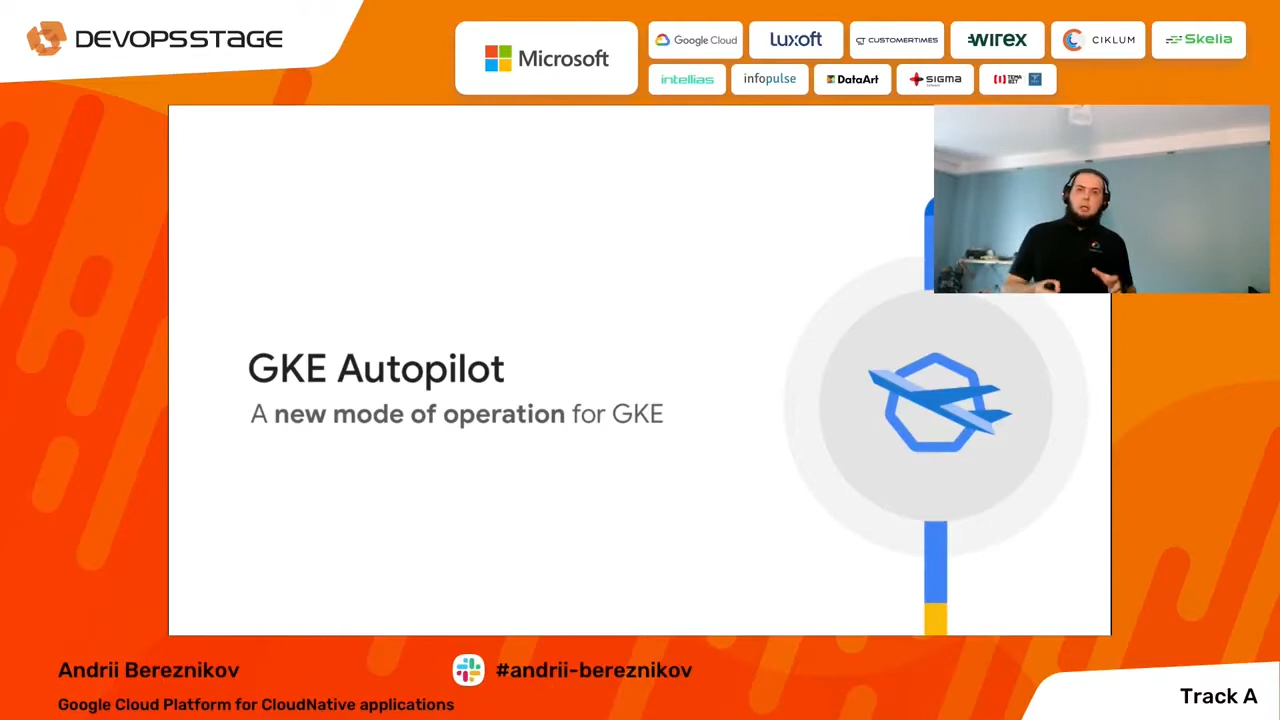 DEVOPSSTAGE
Microsoft
Google Cloud
LUXOFT
CUSTOMERTIMES
WIREX
CIKLUM
Skelia
intellias
infopulse
DataArt
SIGMA
GKE Autopilot
A new mode of operation for GKE
Andrii Bereznikov
#andrii-bereznikov
Google Cloud Platform for CloudNative applications
Track A